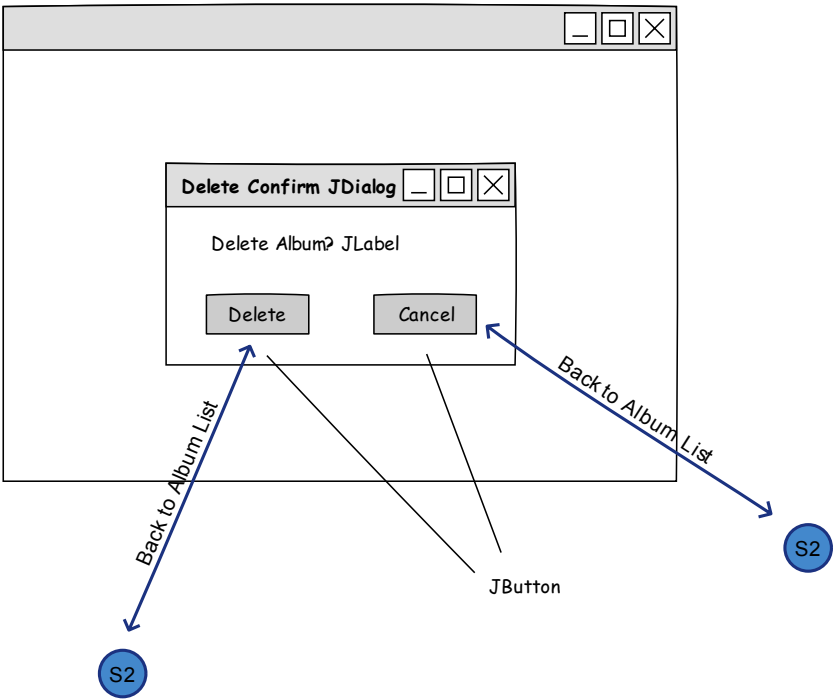 Delete Confirm JDialog
Delete Album? JLabel
Delete
Cancel
Back to Album List
Back to Album List
S2
JButton
S2